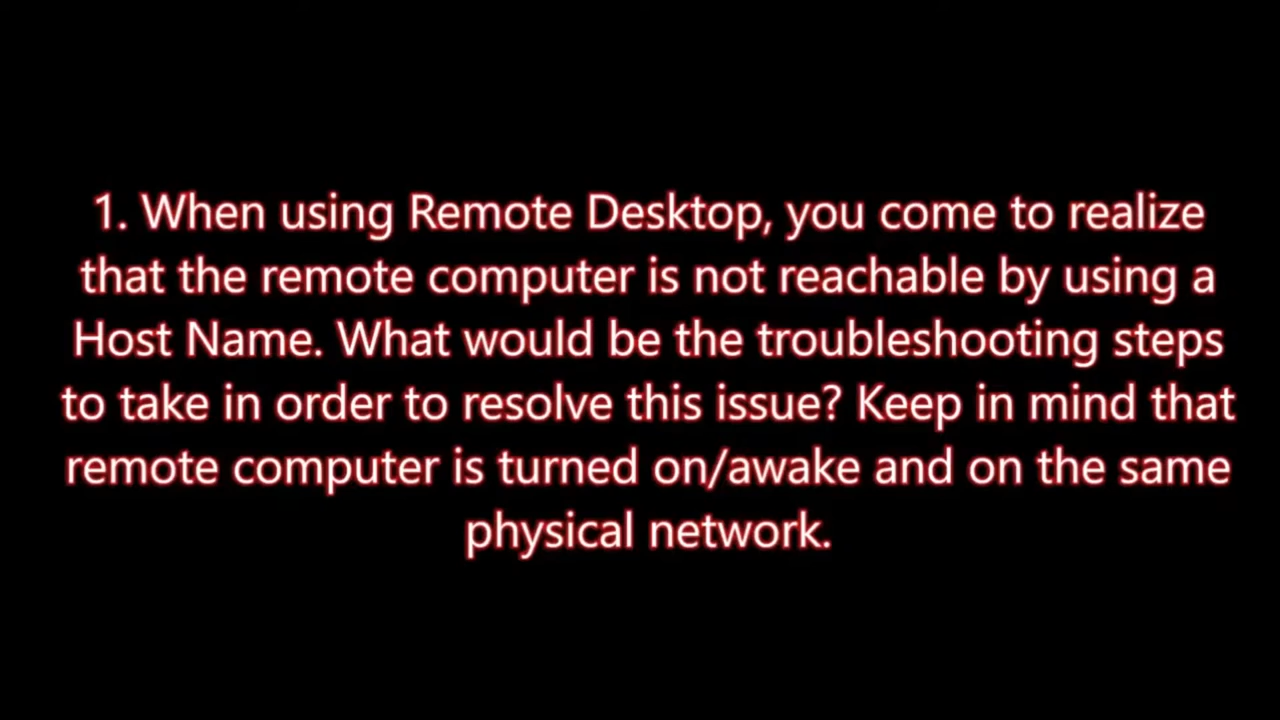 1. When using Remote Desktop, you come to realize
that the remote computer is not reachable by using a
Host Name. What would be the troubleshooting steps
to take in order to resolve this issue? Keep in mind that
remote computer is turned on/awake and on the same
physical network.